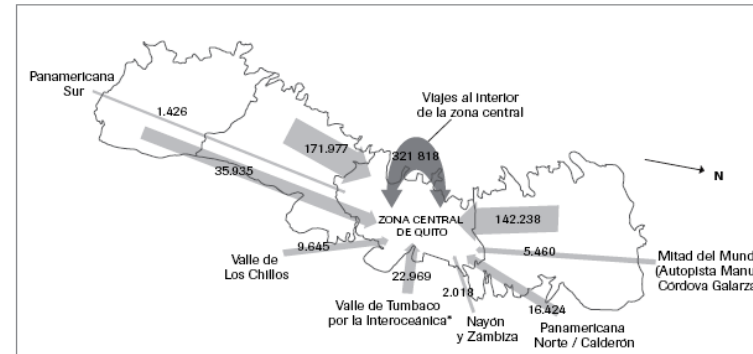 Panamericana
Sur
1.426
Viajes al interior
de la zona central
171.977
321 818
35.935
N
ZONA CENTRAL
DE QUITO
142.238
9.645
5.460
Valle de
Los Chillos
22.969
Mitad del Mund
(Autopista Manu
Córdova Galarza
2.018
Valle de Tumbaco
por la Interoceánica*
Nayón
y Zámbiza
16.424
Panamericana
Norte / Calderón